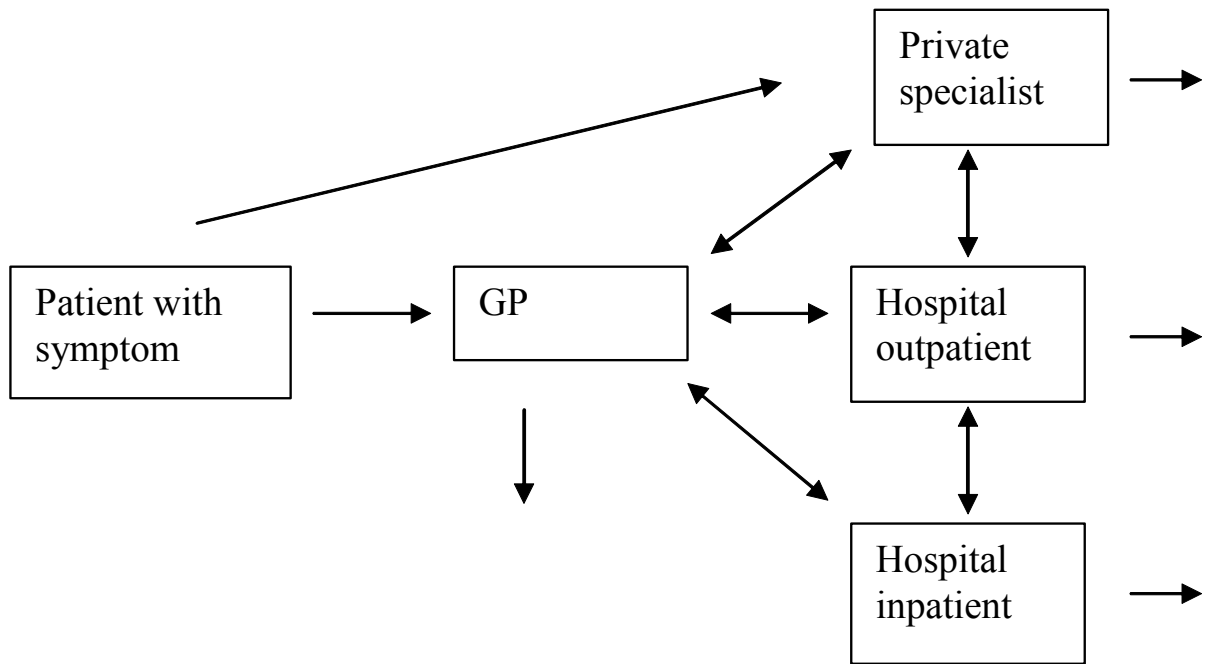 Private
specialist
Patient with
symptom
GP
Hospital
outpatient
Hospital
inpatient